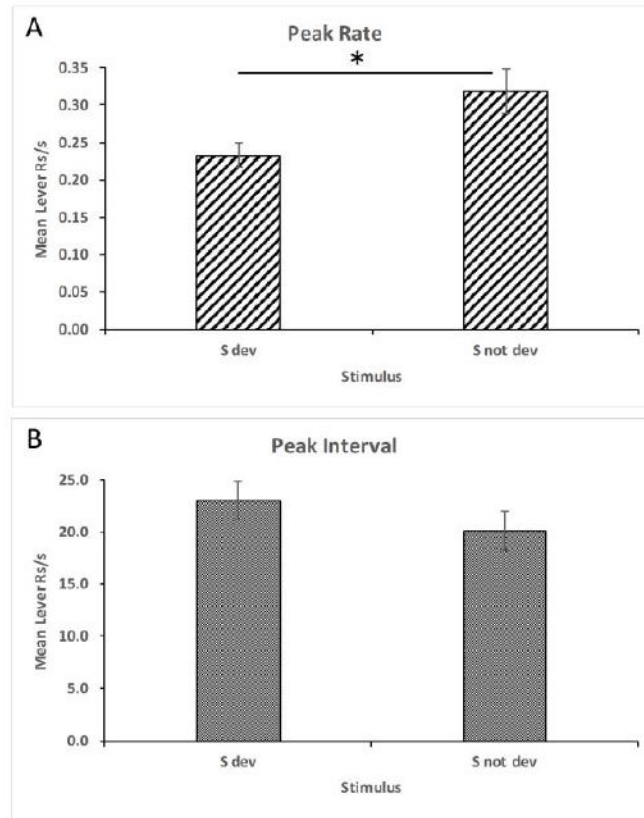 A
Peak Rate
*
0.35
0.30
0.25
0.20
0.15
0.10
0.05
0.00
Mean Lever Rs/s
S dev
S not dev
Stimulus
B
Peak Interval
25.0
20.0
15.0
10.0
5.0
0.0
Mean Lever Rs/s
S dev
S not dev
Stimulus